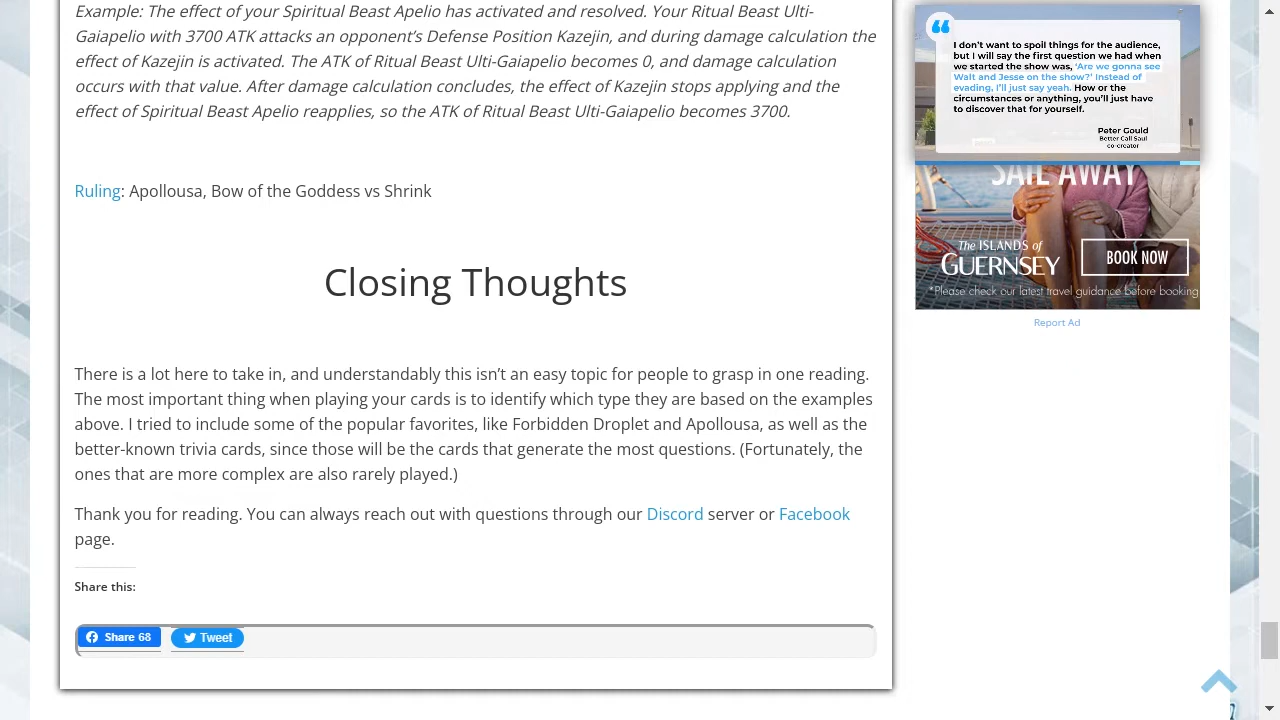 Example: The effect of your Spiritual Beast Apelio has activated and resolved. Your Ritual Beast Ulti-
Gaiapelio with 3700 ATK attacks an opponent’s Defense Position Kazejin, and during damage calculation the
effect of Kazejin is activated. The ATK of Ritual Beast Ulti-Gaiapelio becomes 0, and damage calculation
occurs with that value. After damage calculation concludes, the effect of Kazejin stops applying and the
effect of Spiritual Beast Apelio reapplies, so the ATK of Ritual Beast Ulti-Gaiapelio becomes 3700.
Ruling: Apollousa, Bow of the Goddess vs Shrink
Closing Thoughts
There is a lot here to take in, and understandably this isn’t an easy topic for people to grasp in one reading.
The most important thing when playing your cards is to identify which type they are based on the examples
above. I tried to include some of the popular favorites, like Forbidden Droplet and Apollousa, as well as the
better-known trivia cards, since those will be the cards that generate the most questions. (Fortunately, the
ones that are more complex are also rarely played.)
Thank you for reading. You can always reach out with questions through our Discord server or Facebook
page.
Share this:
Share 68
Tweet
I don’t want to spoil things for the audience,
but I will say the first question we had when
we started the show was, ‘Are we gonna see
Walt and Jesse on the show?’ Instead of
evading, I’ll just say yeah. How or the
circumstances or anything, you’ll just have
to discover that for yourself.
Peter Gould
Better Call Saul
co-creator
SAIL AWAY
The ISLANDS of
GUERNSEY
BOOK NOW
*Please check our latest travel guidance before booking
Report Ad